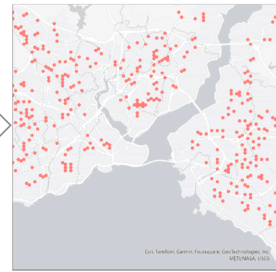 Esri, TomTom, Garmin, Foursquare, GeoTechnologies, Inc,
METI/NASA, USGS